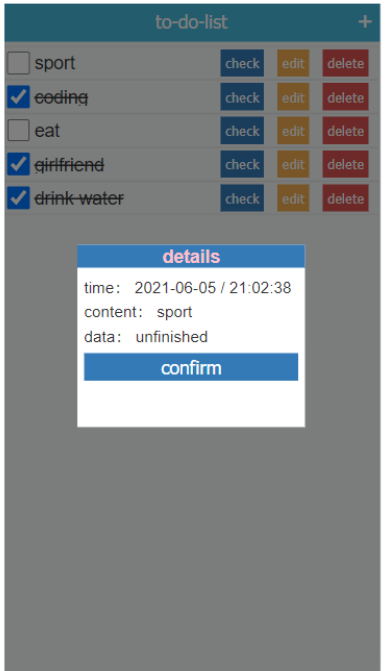 to-do-list +
sport check edit delete
coding check edit delete
eat check edit delete
girlfriend check edit delete
drink water check edit delete
details
time： 2021-06-05 / 21:02:38
content： sport
data： unfinished
confirm